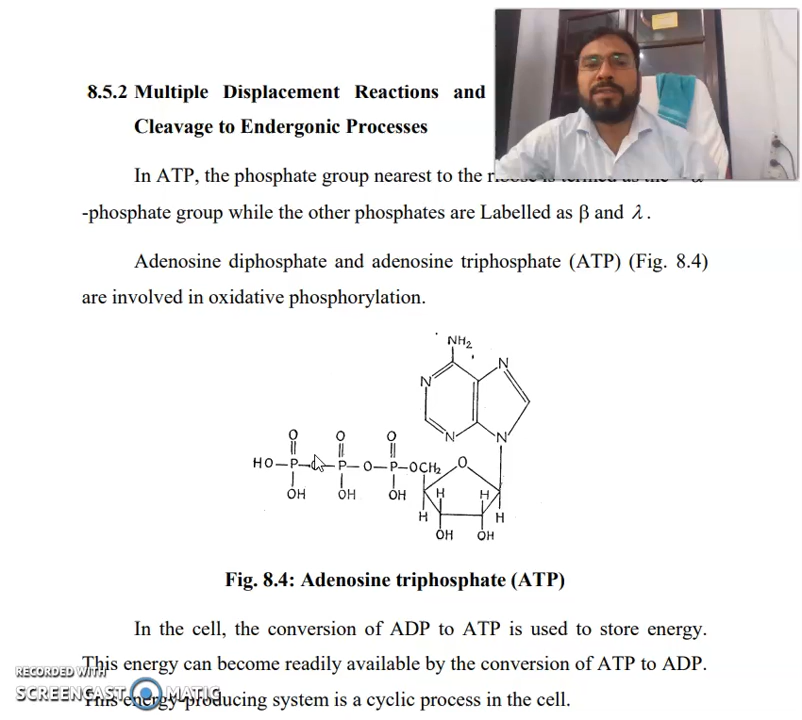 8.5.2 Multiple Displacement Reactions and
Cleavage to Endergonic Processes
In ATP, the phosphate group nearest to the
-phosphate group while the other phosphates are Labelled as β and λ.
Adenosine diphosphate and adenosine triphosphate (ATP) (Fig. 8.4)
are involved in oxidative phosphorylation.
NH₂
N
N
N
N
O
O
O
HO–P– –P–O–P–OCH₂
O
OH
OH
OH
H
H
H
H
OH
OH
Fig. 8.4: Adenosine triphosphate (ATP)
In the cell, the conversion of ADP to ATP is used to store energy.
This energy can become readily available by the conversion of ATP to ADP.
This energy-producing system is a cyclic process in the cell.
RECORDED WITH
SCREENCAST MATIC